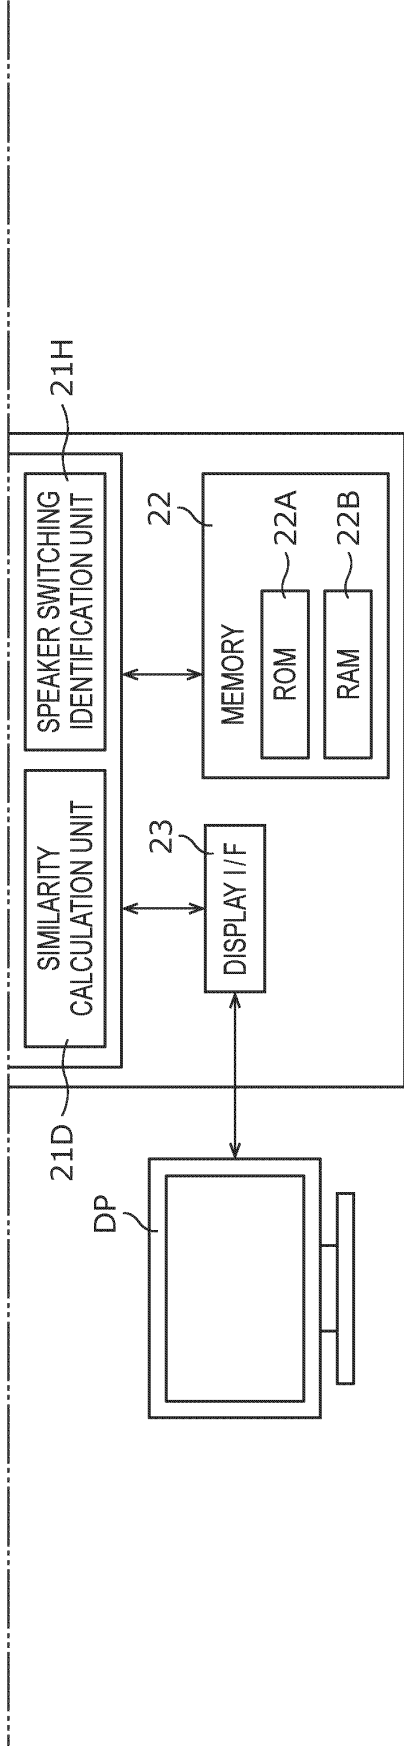 SIMILARITY
CALCULATION UNIT
21D
SPEAKER SWITCHING
IDENTIFICATION UNIT
21H
DP
23
DISPLAY I/F
22
MEMORY
ROM
22A
RAM
22B